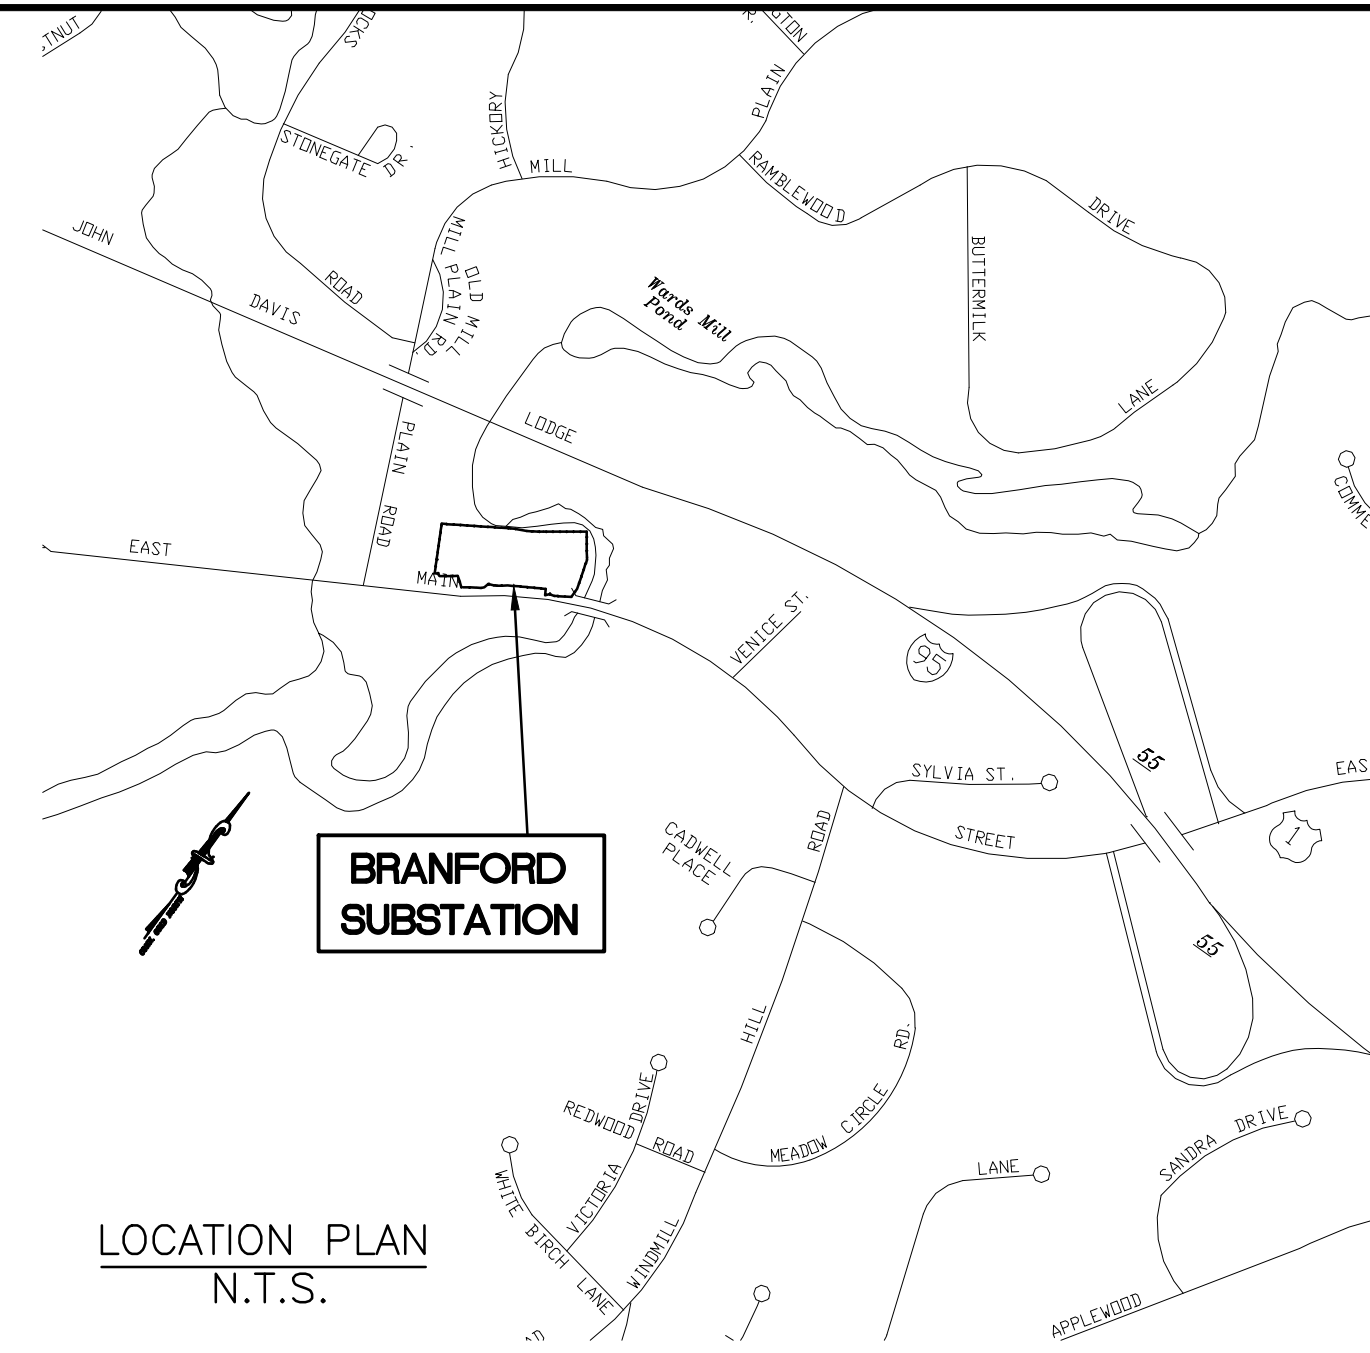 STONEGATE DR.
HICKORY
MILL
PLAIN
RAMBLEWOOD
DRIVE
BUTTERMILK
LANE
JOHN
DAVIS
LODGE
ROAD
OLD MILL
MILL PLAIN RD.
Wards Mill
Pond
PLAIN
ROAD
EAST
MAIN
VENICE ST.
95
55
SYLVIA ST.
STREET
1
55
CADWELL
PLACE
ROAD
BRANFORD
SUBSTATION
HILL
MEADOW CIRCLE RD.
REDWOOD
ROAD
VICTORIA
DRIVE
WHITE BIRCH LANE
WINDMILL
LANE
SANDRA DRIVE
APPLEWOOD
LOCATION PLAN
N.T.S.